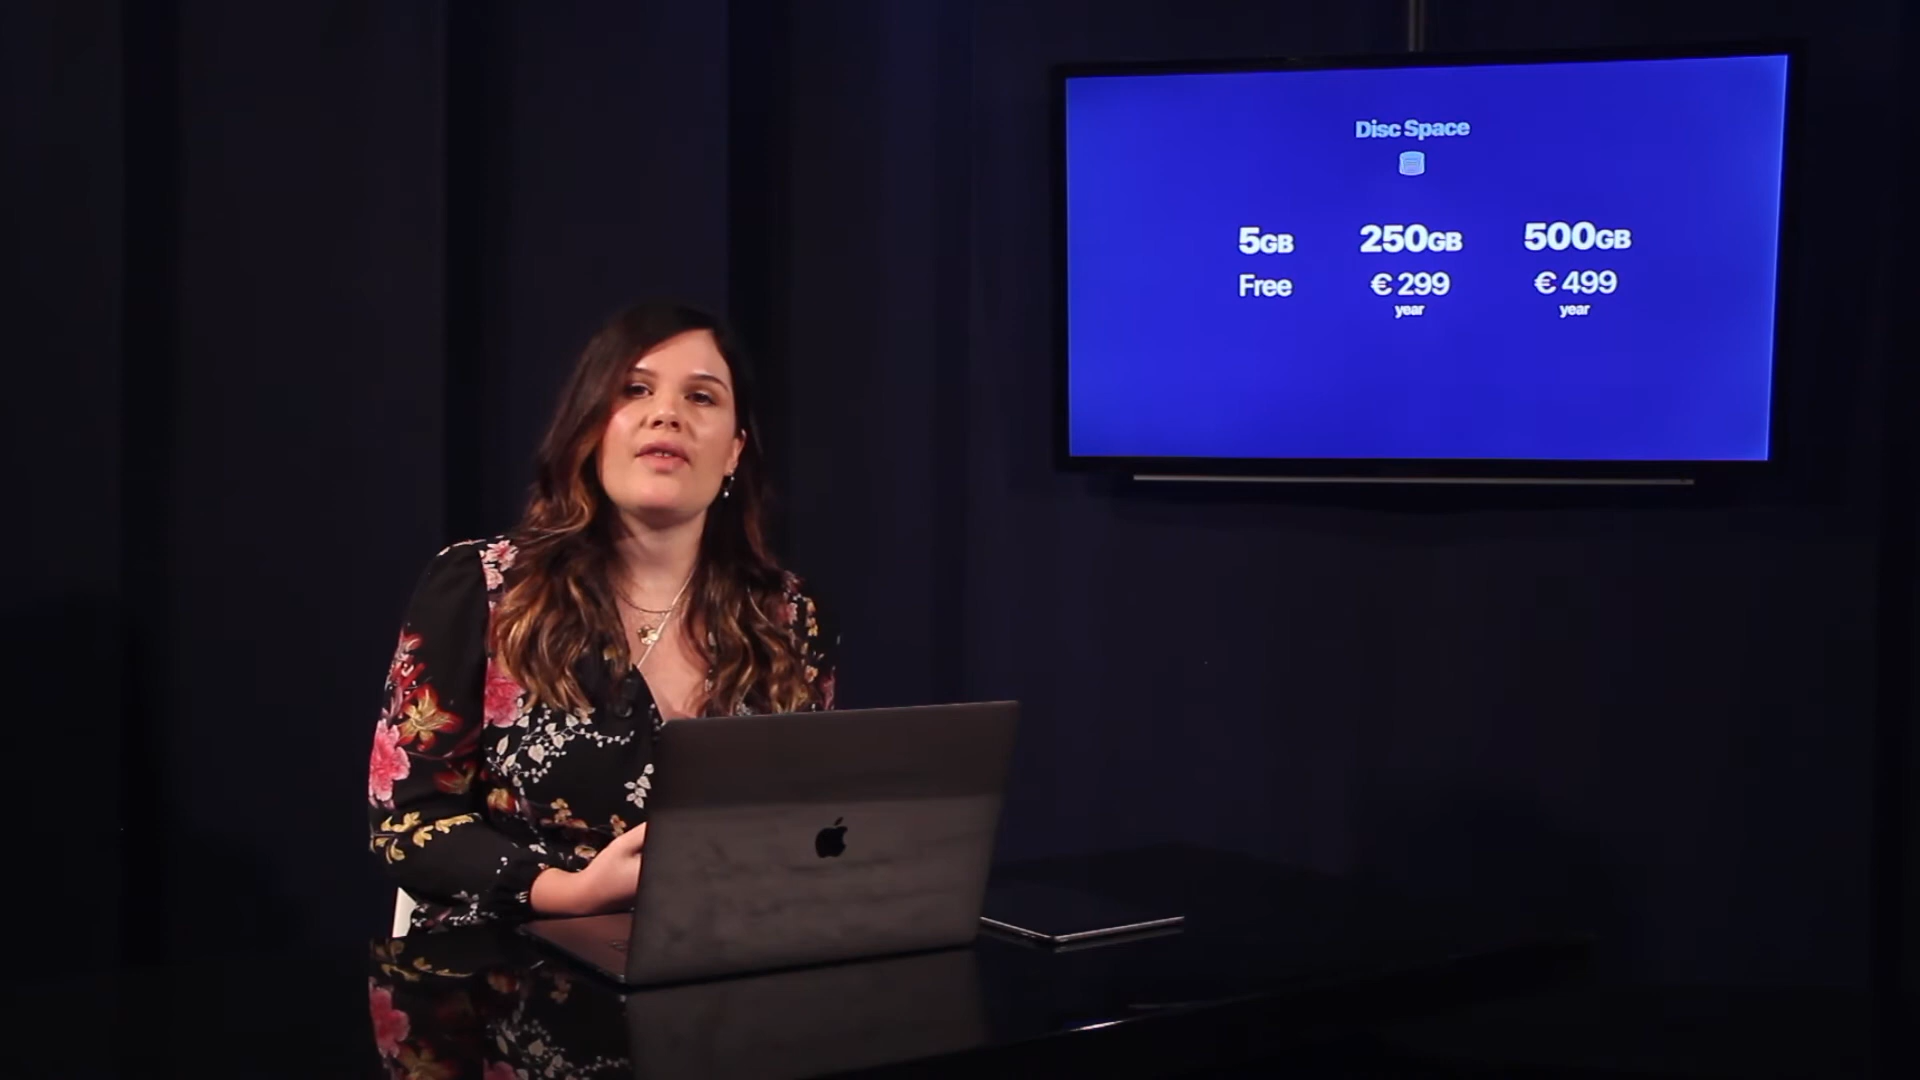 Disc Space
5GB 250GB 500GB
Free € 299 € 499
year year